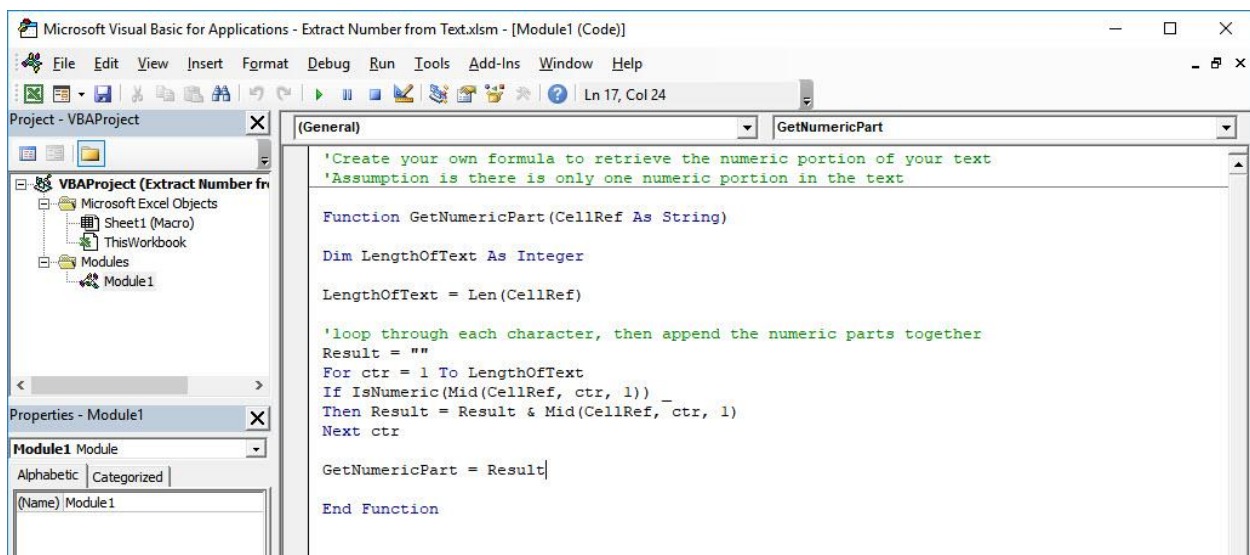 Microsoft Visual Basic for Applications - Extract Number from Text.xlsm - [Module1 (Code)]
File Edit View Insert Format Debug Run Tools Add-Ins Window Help
Ln 17, Col 24
Project - VBAProject
(General)
GetNumericPart
VBAProject (Extract Number fr
Microsoft Excel Objects
Sheet1 (Macro)
ThisWorkbook
Modules
Module1
Properties - Module1
Module1 Module
Alphabetic Categorized
(Name) Module1
'Create your own formula to retrieve the numeric portion of your text
'Assumption is there is only one numeric portion in the text
Function GetNumericPart(CellRef As String)
Dim LengthOfText As Integer
LengthOfText = Len(CellRef)
'loop through each character, then append the numeric parts together
Result = ""
For ctr = 1 To LengthOfText
If IsNumeric(Mid(CellRef, ctr, 1)) _
Then Result = Result & Mid(CellRef, ctr, 1)
Next ctr
GetNumericPart = Result
End Function